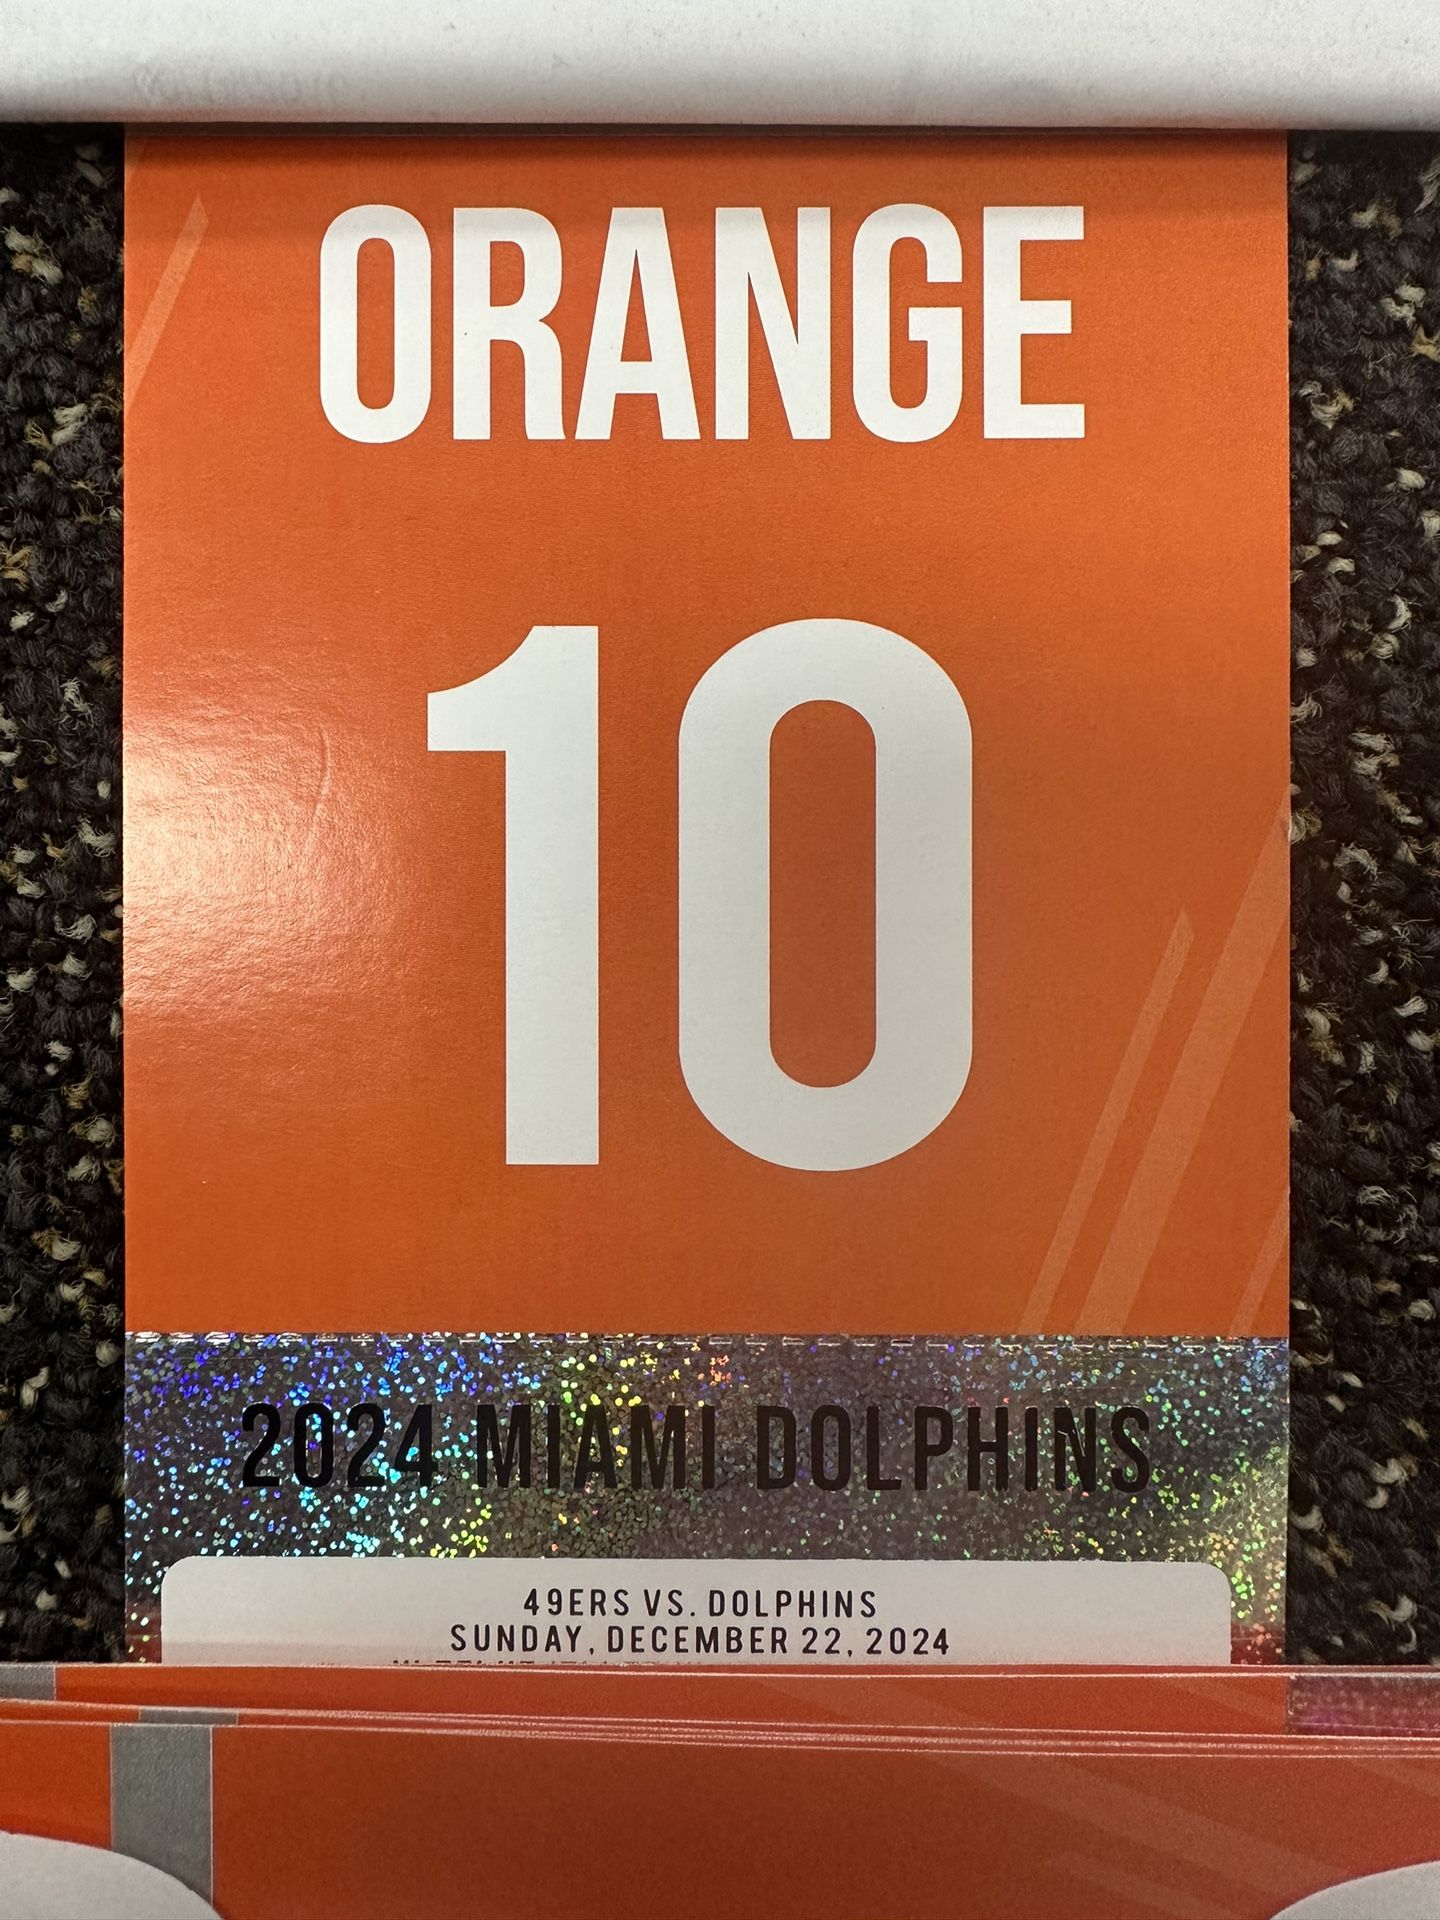 ORANGE
10
2024 MIAMI DOLPHINS
49ERS VS. DOLPHINS
SUNDAY, DECEMBER 22, 2024